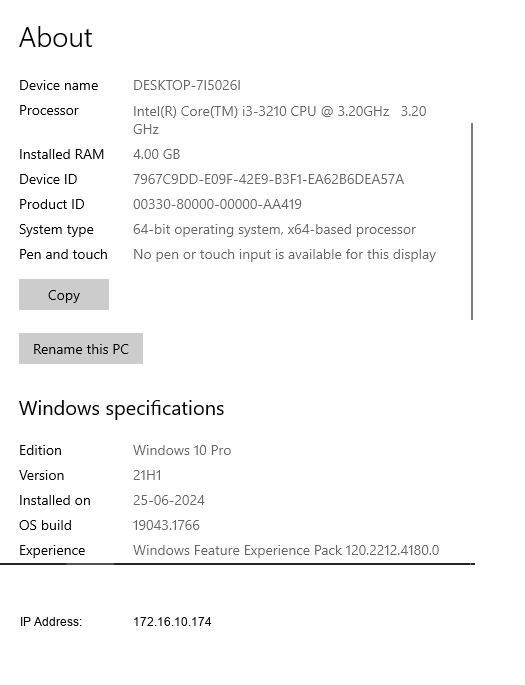 About
Device name DESKTOP-7I5026I
Processor Intel(R) Core(TM) i3-3210 CPU @ 3.20GHz 3.20
GHz
Installed RAM 4.00 GB
Device ID 7967C9DD-E09F-42E9-B3F1-EA62B6DEA57A
Product ID 00330-80000-00000-AA419
System type 64-bit operating system, x64-based processor
Pen and touch No pen or touch input is available for this display
Copy
Rename this PC
Windows specifications
Edition Windows 10 Pro
Version 21H1
Installed on 25-06-2024
OS build 19043.1766
Experience Windows Feature Experience Pack 120.2212.4180.0
IP Address: 172.16.10.174